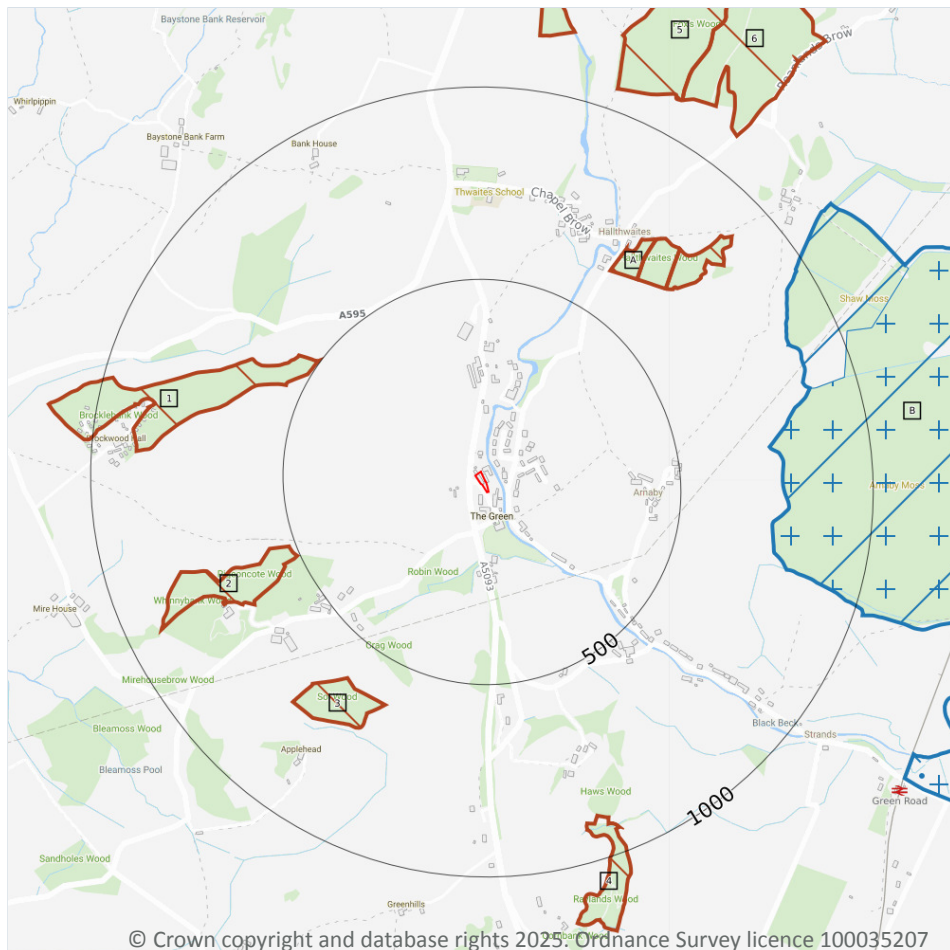 Baystone Bank Reservoir
5
6
Whirlpippin
Baystone Bank Farm
Bank House
Thwaites School
Chapel Brow
Hallthwaites
A
A595
Shaw Moss
1
Brocklebank Wood
B
Arnaby
The Green
Robin Wood
A5093
2
Mire House
Crag Wood
500
Mirehousebrow Wood
3
Bleamoss Wood
Applehead
Bleamoss Pool
Black Beck
Strands
Haws Wood
1000
Green Road
Sandholes Wood
4
Greenhills
© Crown copyright and database rights 2025. Ordnance Survey licence 100035207